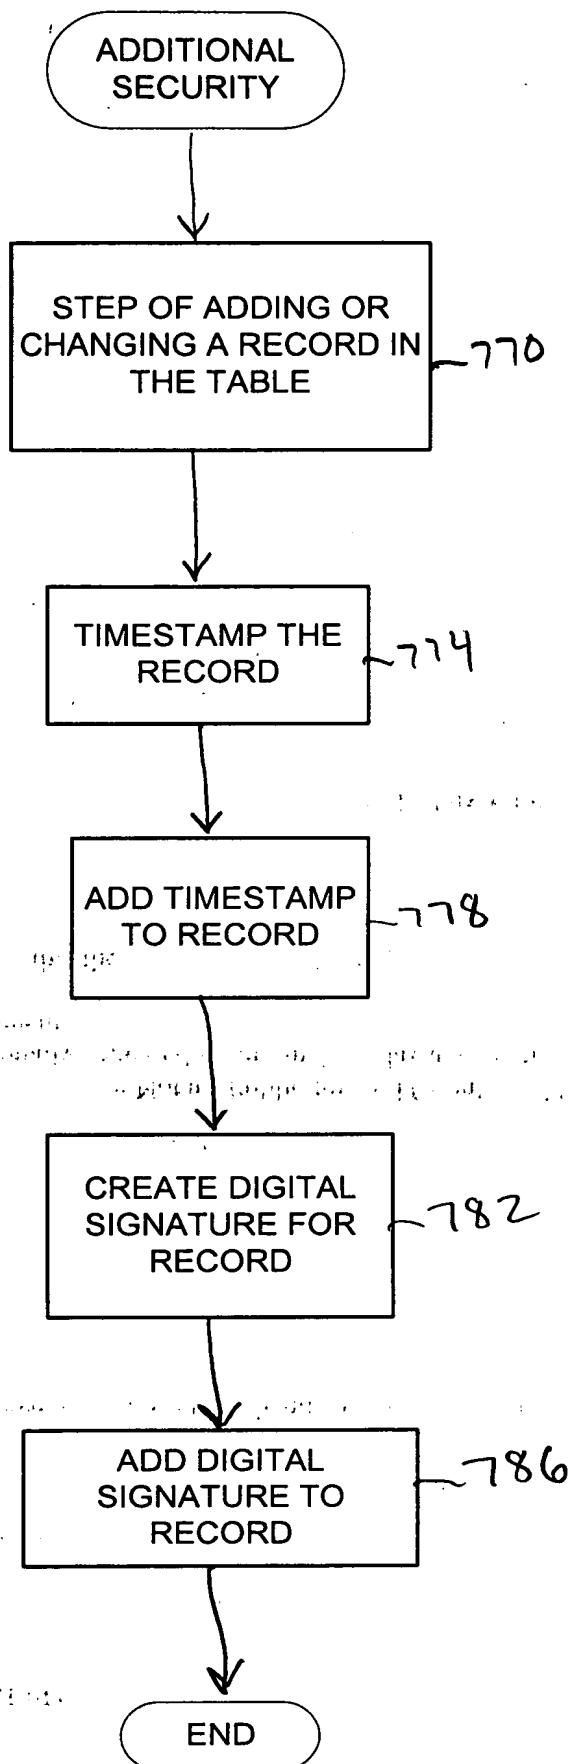 ADDITIONAL
SECURITY
STEP OF ADDING OR
CHANGING A RECORD IN
THE TABLE
770
TIMESTAMP THE
RECORD
774
ADD TIMESTAMP
TO RECORD
778
CREATE DIGITAL
SIGNATURE FOR
RECORD
782
ADD DIGITAL
SIGNATURE TO
RECORD
786
END